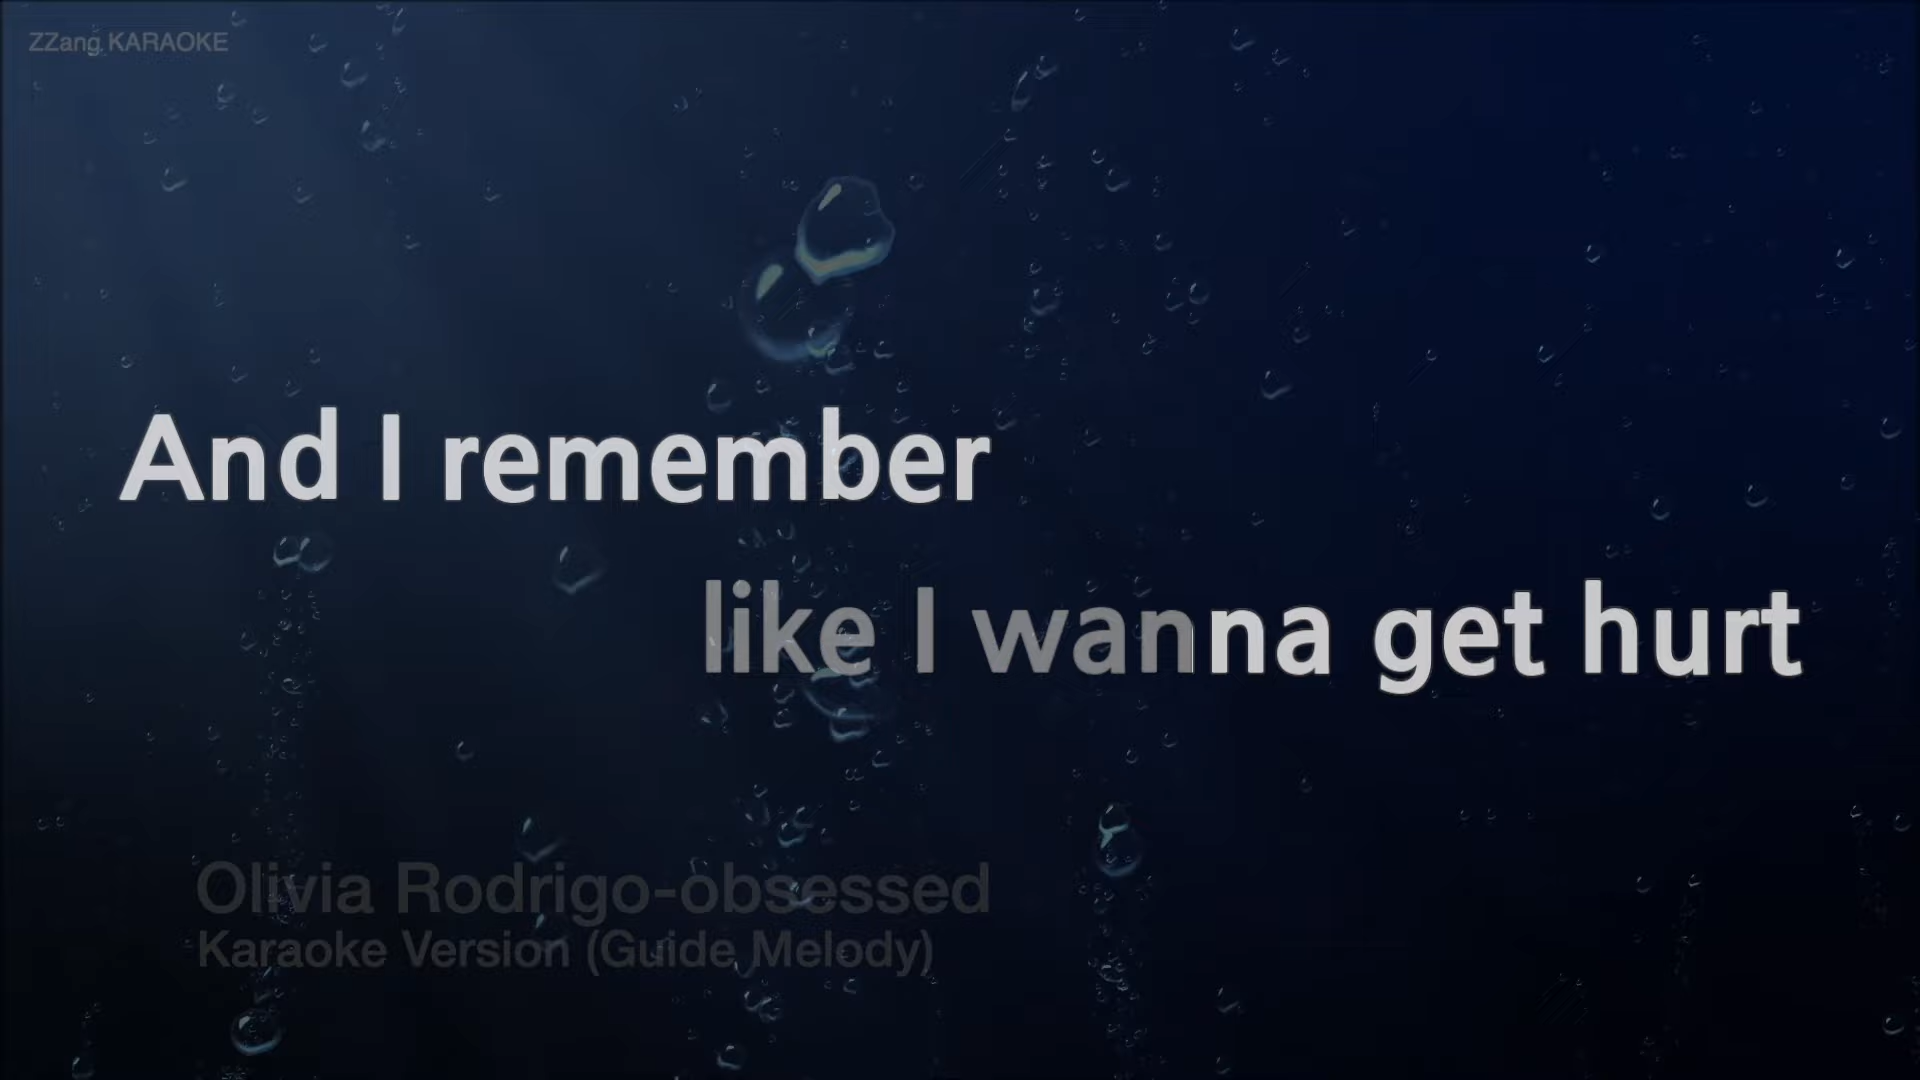 ZZang KARAOKE
And I remember
like I wanna get hurt
Olivia Rodrigo-obsessed
Karaoke Version (Guide Melody)